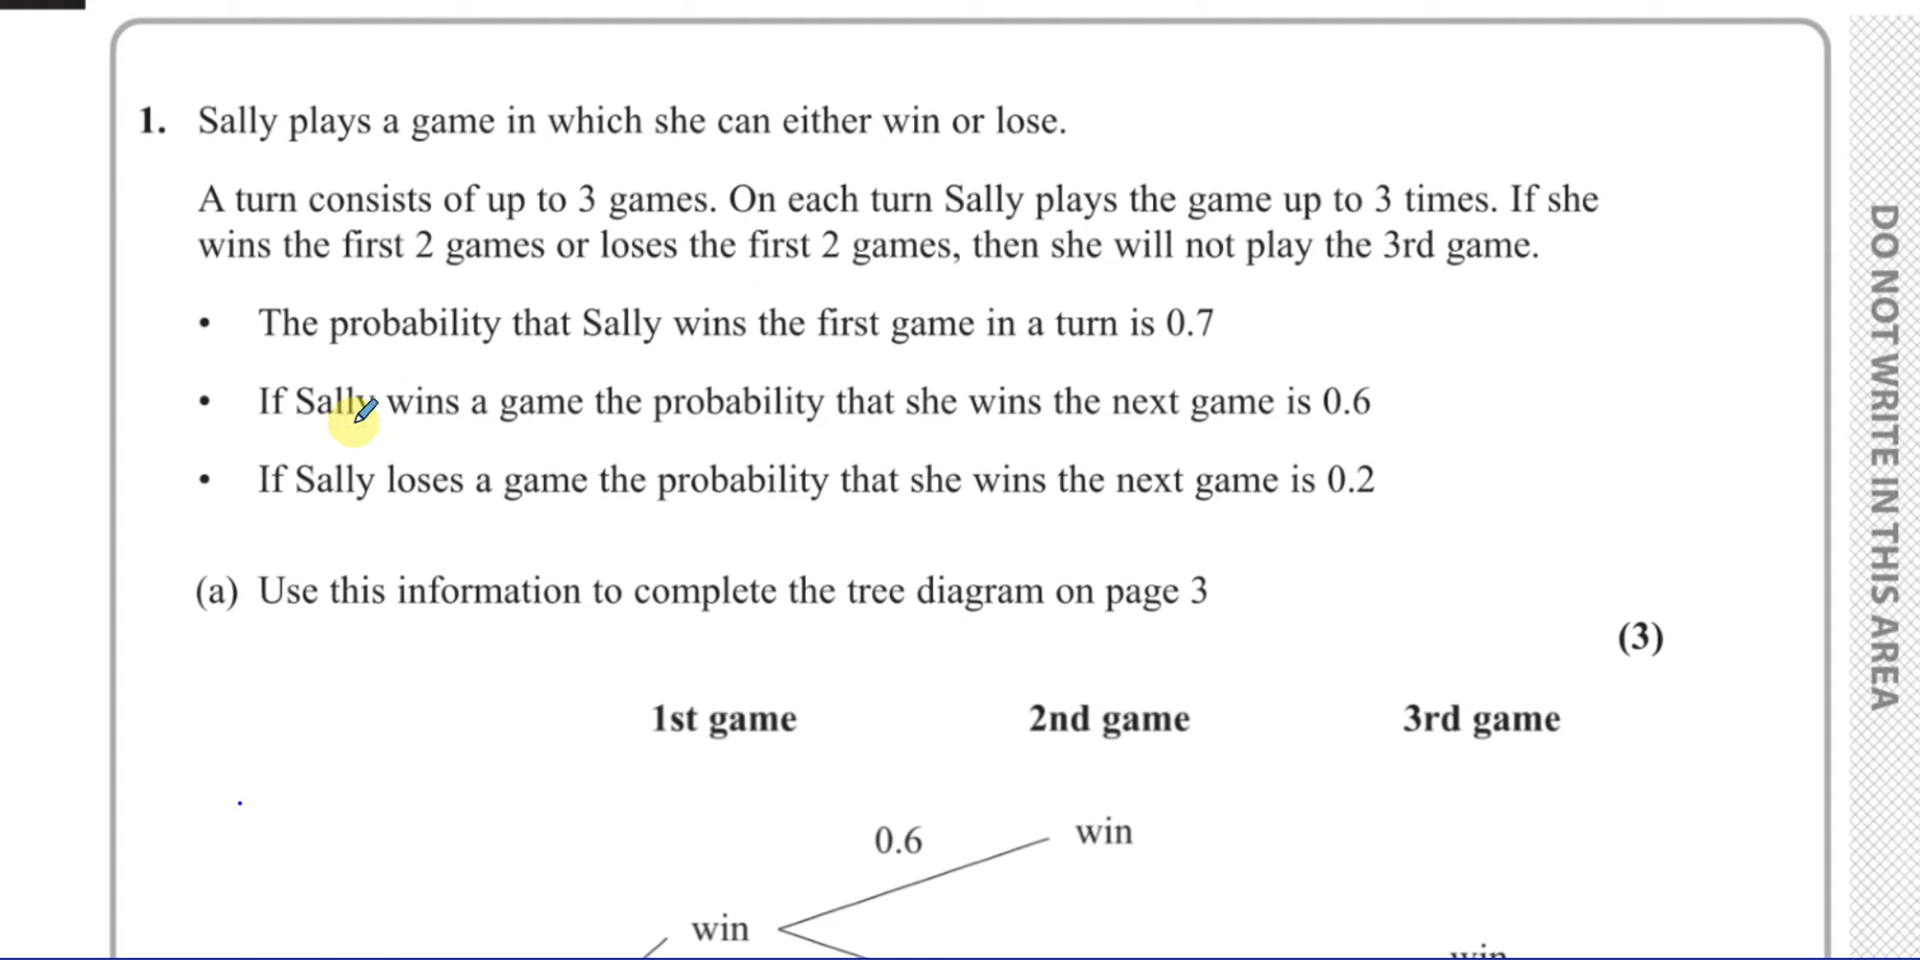 1. Sally plays a game in which she can either win or lose.
A turn consists of up to 3 games. On each turn Sally plays the game up to 3 times. If she
wins the first 2 games or loses the first 2 games, then she will not play the 3rd game.
• The probability that Sally wins the first game in a turn is 0.7
• If Sally wins a game the probability that she wins the next game is 0.6
• If Sally loses a game the probability that she wins the next game is 0.2
(a) Use this information to complete the tree diagram on page 3
(3)
1st game 2nd game 3rd game
0.6 win
win
DO NOT WRITE IN THIS AREA